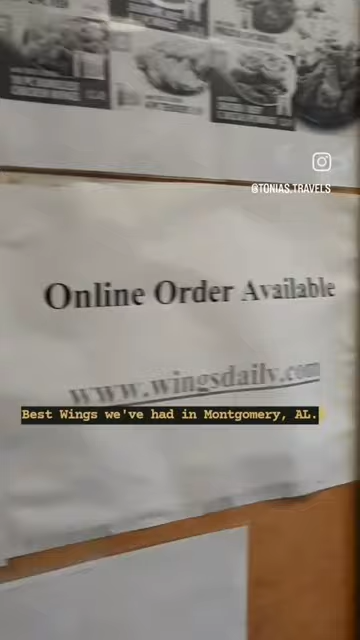 @TONIAS.TRAVELS
Online Order Available
www.wingsdaily.com
Best Wings we've had in Montgomery, AL.